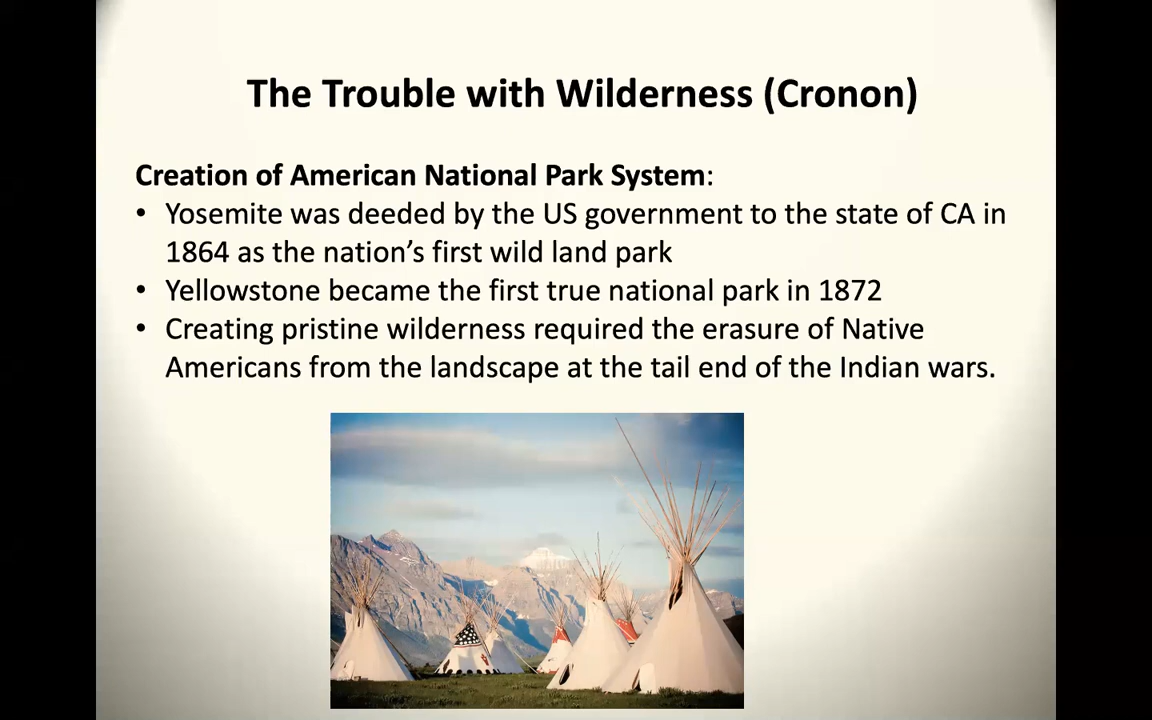 The Trouble with Wilderness (Cronon)
Creation of American National Park System:
• Yosemite was deeded by the US government to the state of CA in
1864 as the nation’s first wild land park
• Yellowstone became the first true national park in 1872
• Creating pristine wilderness required the erasure of Native
Americans from the landscape at the tail end of the Indian wars.